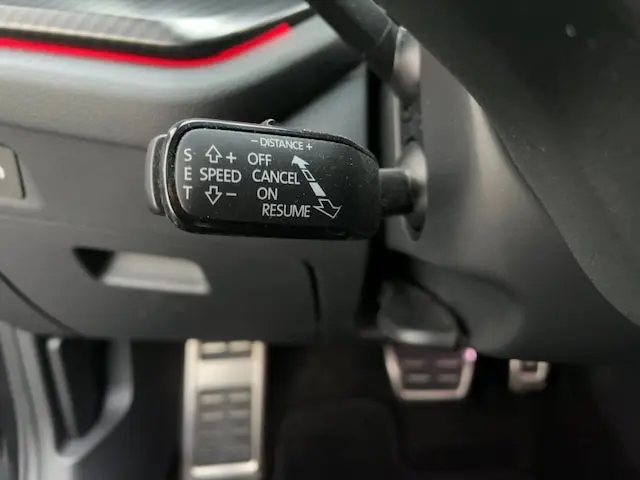 - DISTANCE +
S + OFF
E SPEED CANCEL
T - ON
RESUME